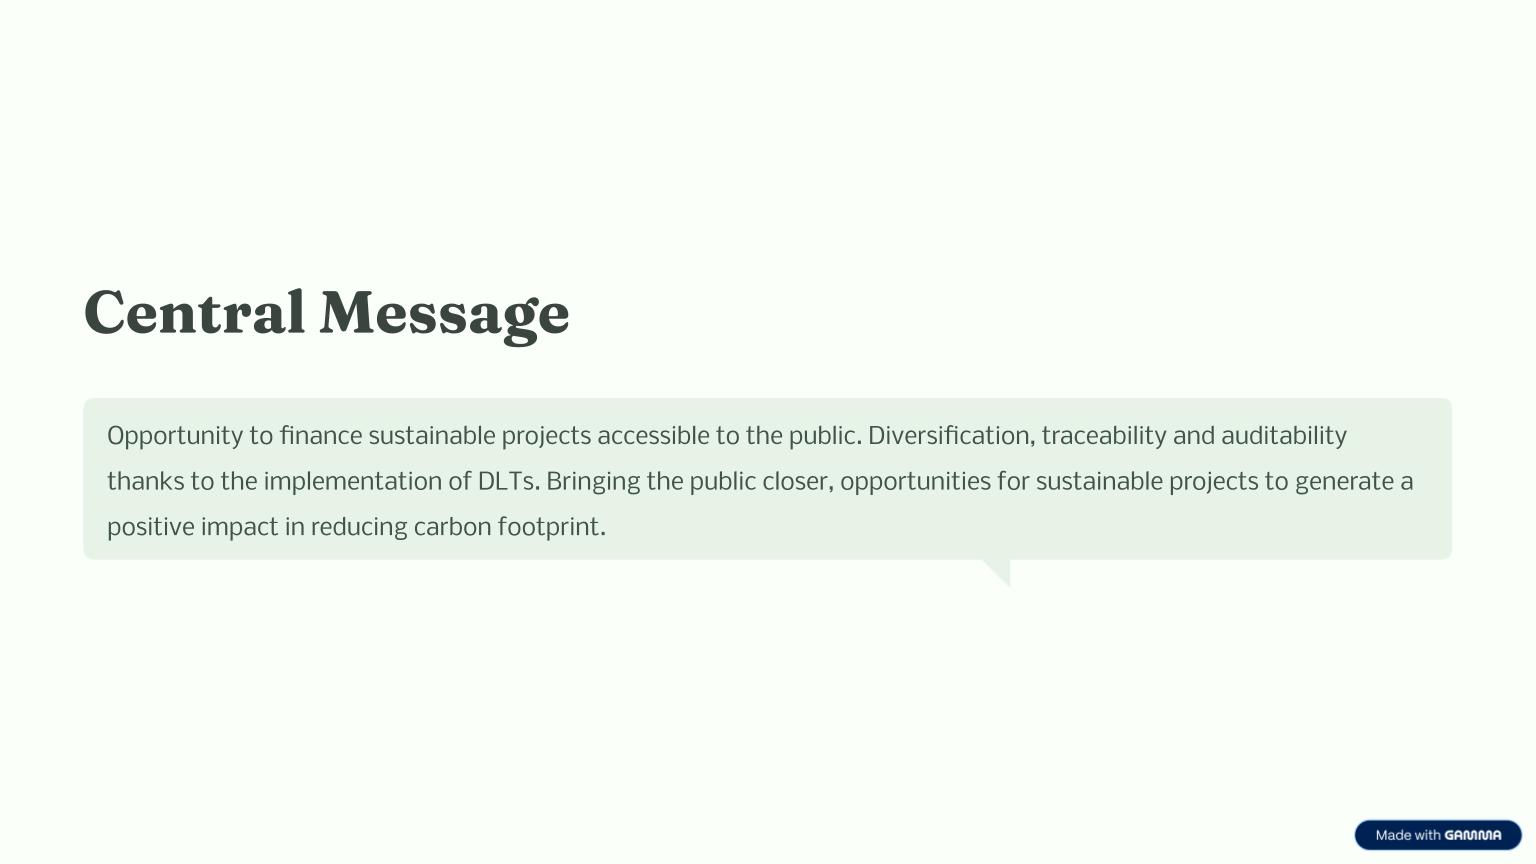 Central Message
Opportunity to finance sustainable projects accessible to the public. Diversification, traceability and auditability
thanks to the implementation of DLTs. Bringing the public closer, opportunities for sustainable projects to generate a
positive impact in reducing carbon footprint.
Made with GAMMA